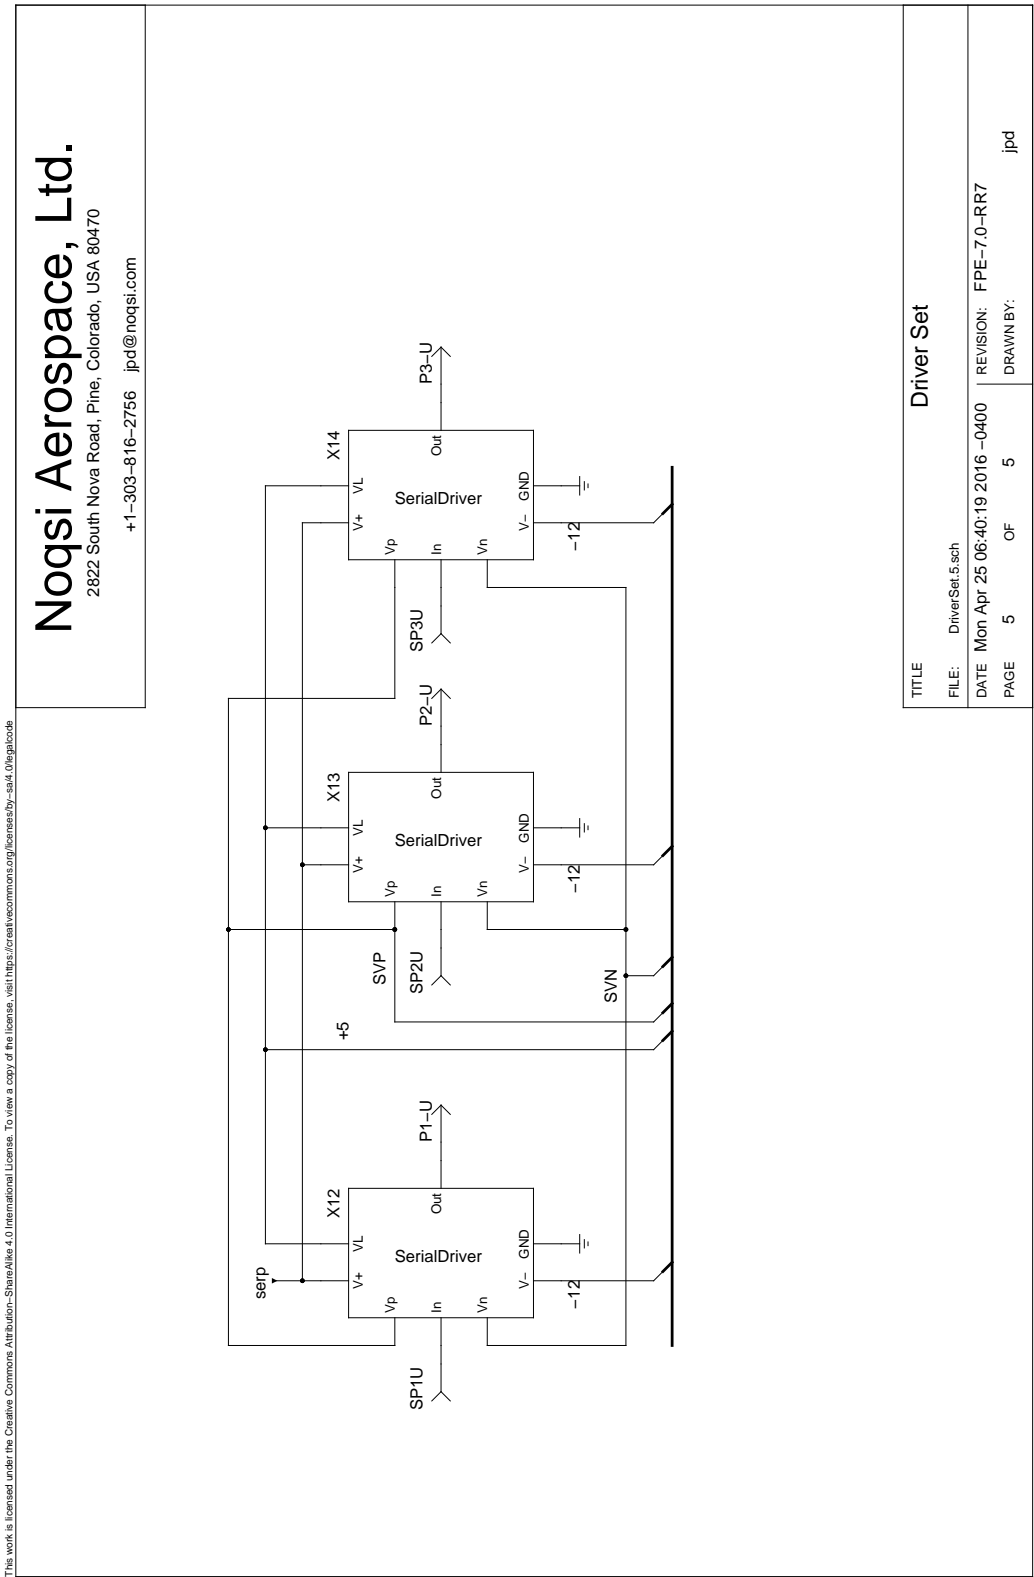 This work is licensed under the Creative Commons Attribution−ShareAlike 4.0 International License. To view a copy of the license, visit https://creativecommons.org/licenses/by−sa/4.0/legalcode
Noqsi Aerospace, Ltd.
2822 South Nova Road, Pine, Colorado, USA 80470
+1−303−816−2756 jpd@noqsi.com
serp
X12
V+
VL
Vp
In
Vn
SerialDriver
Out
V−
GND
SP1U
P1−U
−12
+5
SVP
SVN
X13
V+
VL
Vp
In
Vn
SerialDriver
Out
V−
GND
SP2U
P2−U
−12
X14
V+
VL
Vp
In
Vn
SerialDriver
Out
V−
GND
SP3U
P3−U
−12
TITLE
Driver Set
FILE: DriverSet.5.sch
DATE Mon Apr 25 06:40:19 2016 −0400
REVISION: FPE−7.0−RR7
PAGE 5 OF 5
DRAWN BY: jpd